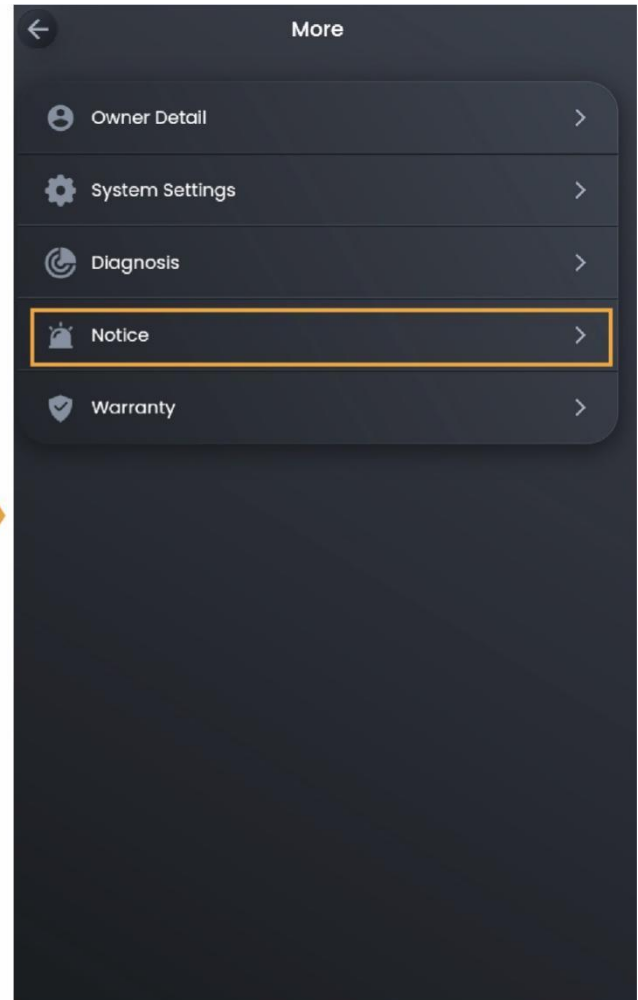 More
Owner Detail
System Settings
Diagnosis
Notice
Warranty